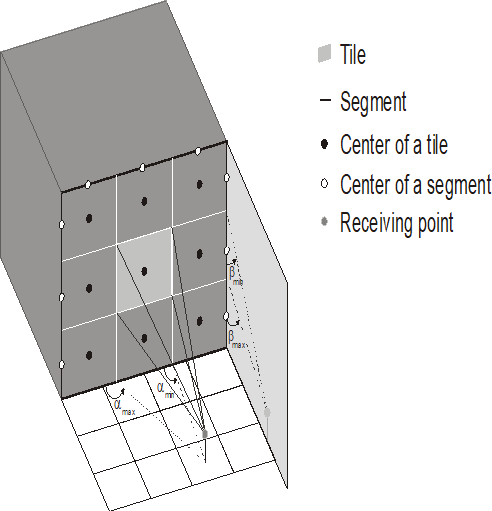 Tile
Segment
Center of a tile
Center of a segment
Receiving point
β min
β max
α min
α max